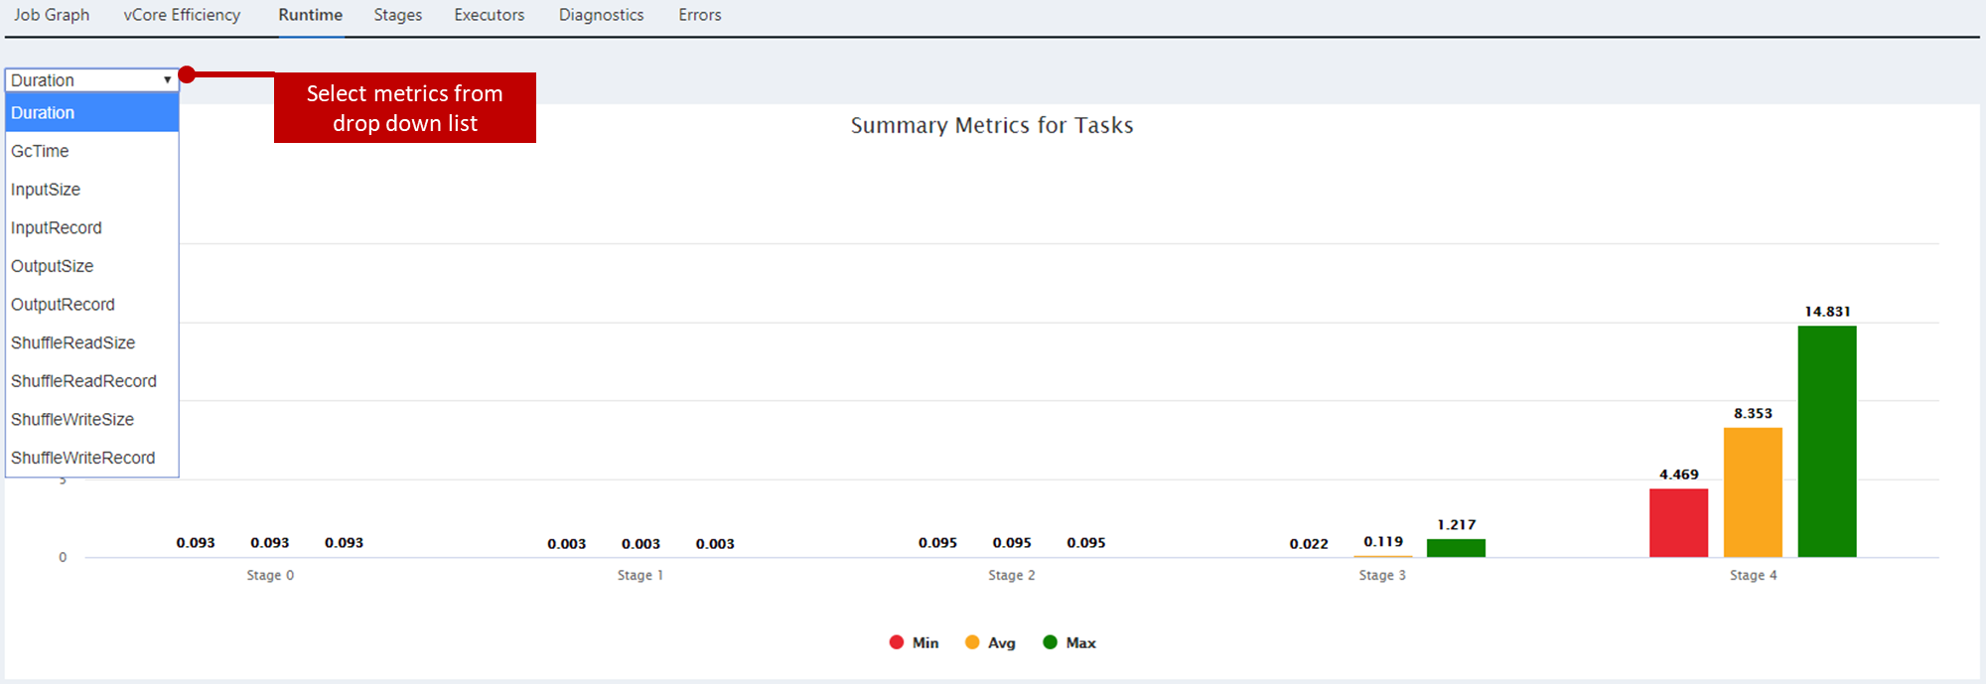 Job Graph vCore Efficiency Runtime Stages Executors Diagnostics Errors
Duration
Select metrics from
drop down list
Duration
GcTime
InputSize
InputRecord
OutputSize
OutputRecord
ShuffleReadSize
ShuffleReadRecord
ShuffleWriteSize
ShuffleWriteRecord
Summary Metrics for Tasks
5
0
0.093 0.093 0.093
0.003 0.003 0.003
0.095 0.095 0.095
0.022 0.119 1.217
4.469 8.353 14.831
Stage 0 Stage 1 Stage 2 Stage 3 Stage 4
Min Avg Max